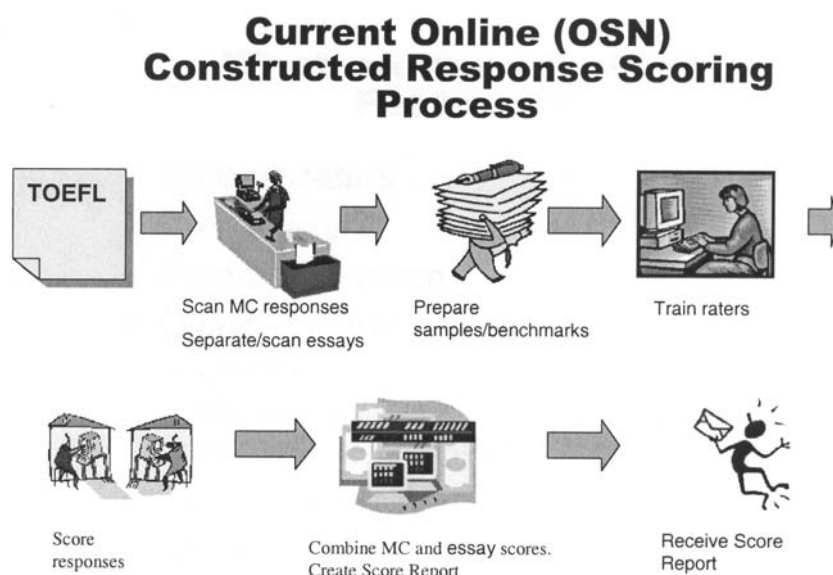 Current Online (OSN)
Constructed Response Scoring
Process
TOEFL
Scan MC responses
Separate/scan essays
Prepare
samples/benchmarks
Train raters
Score
responses
Combine MC and essay scores.
Create Score Report
Receive Score
Report